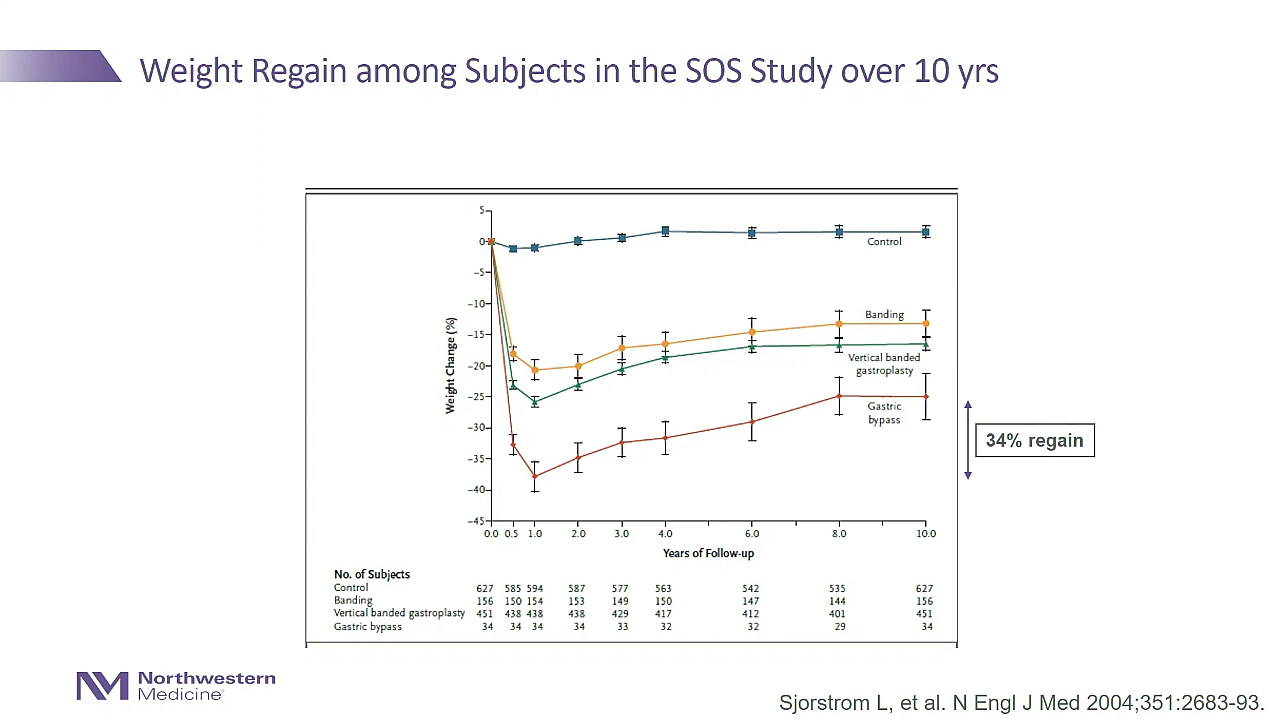 Weight Regain among Subjects in the SOS Study over 10 yrs
5
0
−5
−10
−15
−20
−25
−30
−35
−40
−45
Weight Change (%)
Control
Banding
Vertical banded
gastroplasty
Gastric
bypass
34% regain
0.0 0.5 1.0 2.0 3.0 4.0 6.0 8.0 10.0
Years of Follow-up
No. of Subjects
Control 627 585 594 587 577 563 542 535 627
Banding 156 150 154 153 149 150 147 144 156
Vertical banded gastroplasty 451 438 438 438 429 417 412 401 451
Gastric bypass 34 34 34 34 33 32 32 29 34
Northwestern
Medicine
Sjorstrom L, et al. N Engl J Med 2004;351:2683-93.